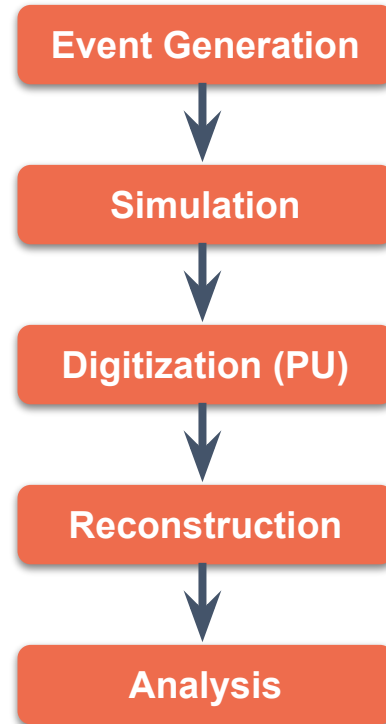 Event Generation
Simulation
Digitization (PU)
Reconstruction
Analysis